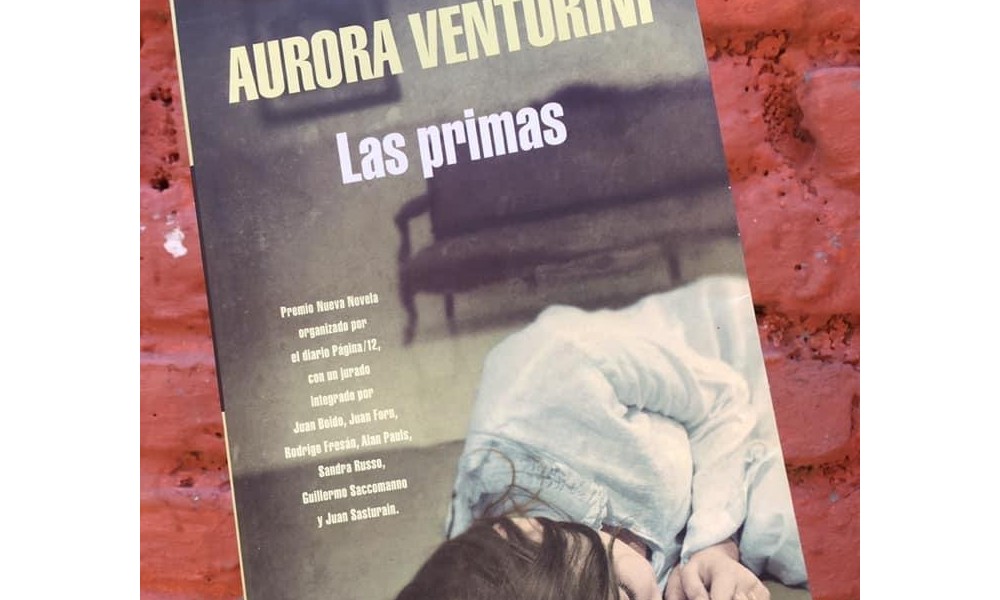 AURORA VENTURINI
Las primas
Premio Nueva Novela
organizado por
el diario Página/12,
con un jurado
integrado por
Juan Boido, Juan Forn,
Rodrigo Fresán, Alan Pauls,
Sandra Russo,
Guillermo Saccomanno
y Juan Sasturain.